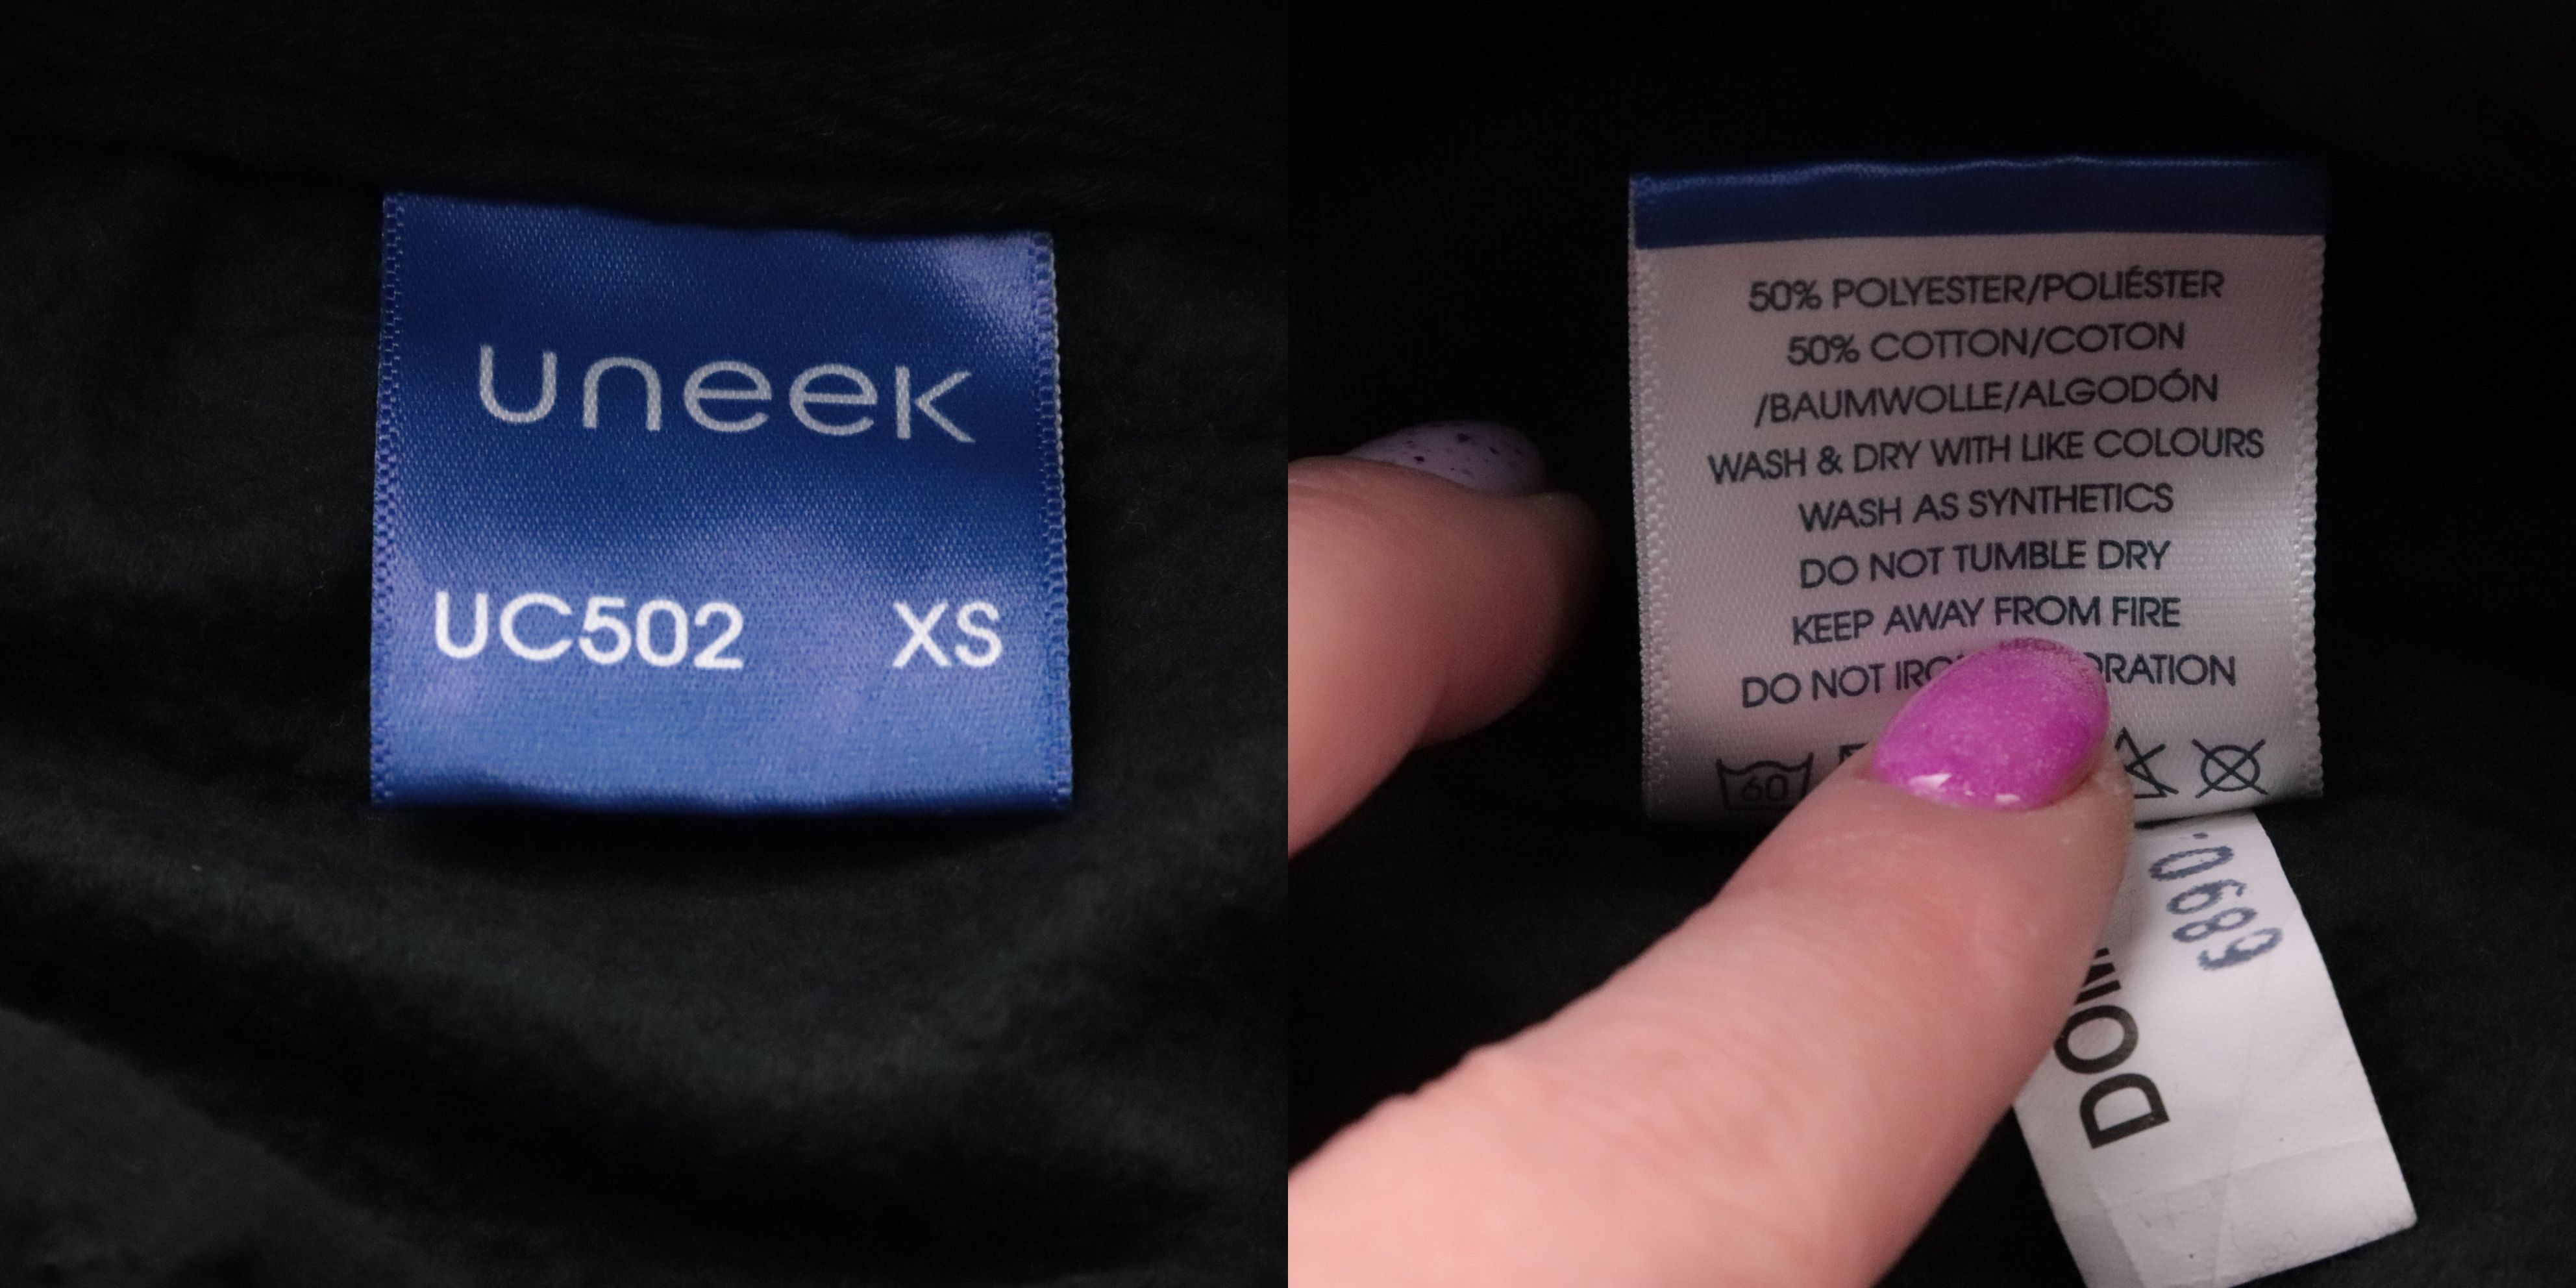 uneek
UC502 XS
50% POLYESTER/POLIÉSTER
50% COTTON/COTON
/BAUMWOLLE/ALGODÓN
WASH & DRY WITH LIKE COLOURS
WASH AS SYNTHETICS
DO NOT TUMBLE DRY
KEEP AWAY FROM FIRE
DO NOT
60
6890.